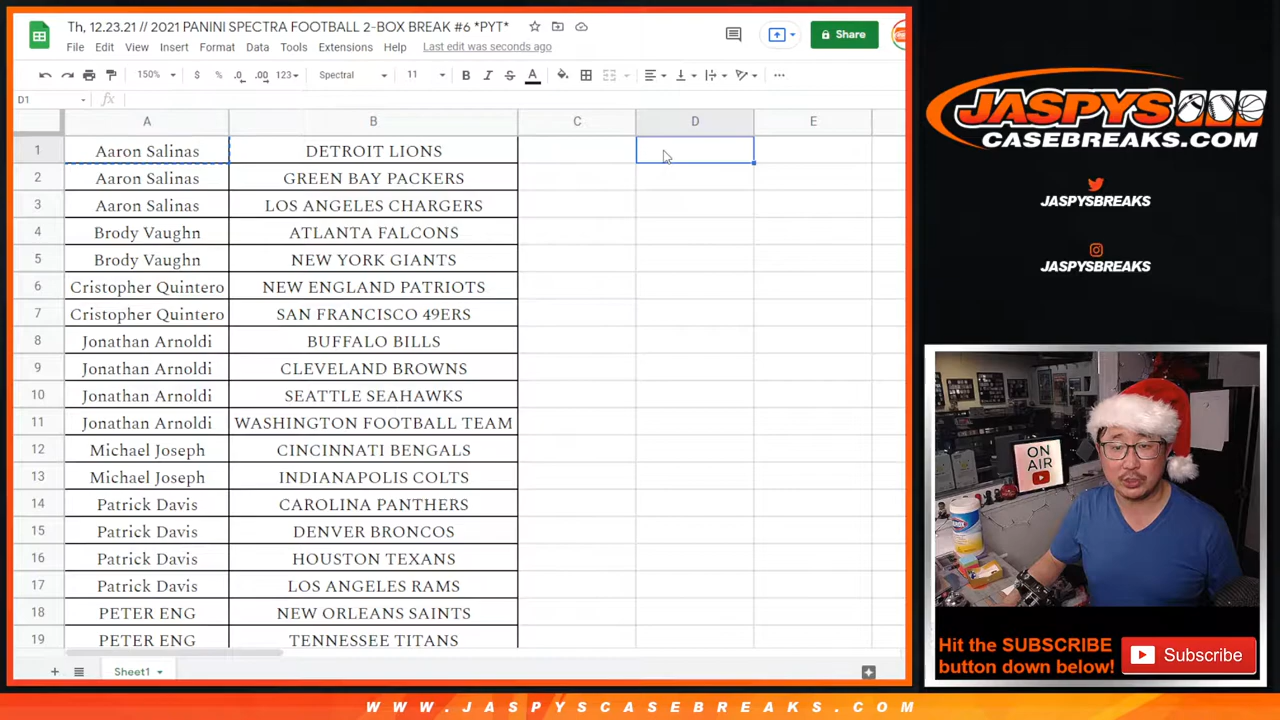 Th, 12.23.21 // 2021 PANINI SPECTRA FOOTBALL 2-BOX BREAK #6 *PYT*
File Edit View Insert Format Data Tools Extensions Help Last edit was seconds ago
Share
150% $ % .0 .00 123 Spectral 11 B I S A
D1 fx
A B C D E
1 Aaron Salinas DETROIT LIONS
2 Aaron Salinas GREEN BAY PACKERS
3 Aaron Salinas LOS ANGELES CHARGERS
4 Brody Vaughn ATLANTA FALCONS
5 Brody Vaughn NEW YORK GIANTS
6 Cristopher Quintero NEW ENGLAND PATRIOTS
7 Cristopher Quintero SAN FRANCISCO 49ERS
8 Jonathan Arnoldi BUFFALO BILLS
9 Jonathan Arnoldi CLEVELAND BROWNS
10 Jonathan Arnoldi SEATTLE SEAHAWKS
11 Jonathan Arnoldi WASHINGTON FOOTBALL TEAM
12 Michael Joseph CINCINNATI BENGALS
13 Michael Joseph INDIANAPOLIS COLTS
14 Patrick Davis CAROLINA PANTHERS
15 Patrick Davis DENVER BRONCOS
16 Patrick Davis HOUSTON TEXANS
17 Patrick Davis LOS ANGELES RAMS
18 PETER ENG NEW ORLEANS SAINTS
19 PETER ENG TENNESSEE TITANS
Sheet1
JASPYS
CASEBREAKS.COM
JASPYSBREAKS
JASPYSBREAKS
ON
AIR
Hit the SUBSCRIBE
button down below!
Subscribe
WWW.JASPYSCASEBREAKS.COM